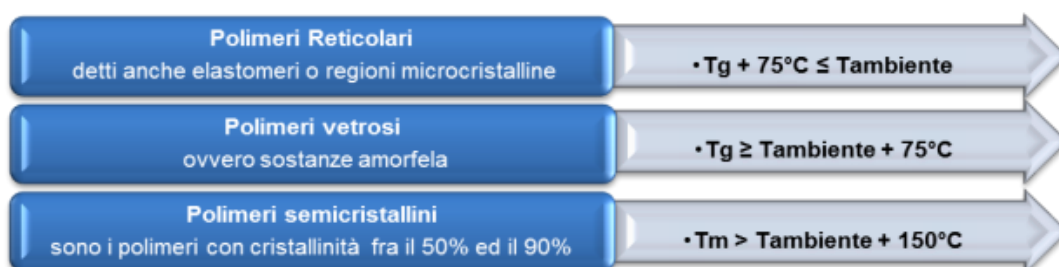 Polimeri Reticolari
detti anche elastomeri o regioni microcristalline
•Tg + 75°C ≤ Tambiente
Polimeri vetrosi
ovvero sostanze amorfela
•Tg ≥ Tambiente + 75°C
Polimeri semicristallini
sono i polimeri con cristallinità fra il 50% ed il 90%
•Tm > Tambiente + 150°C